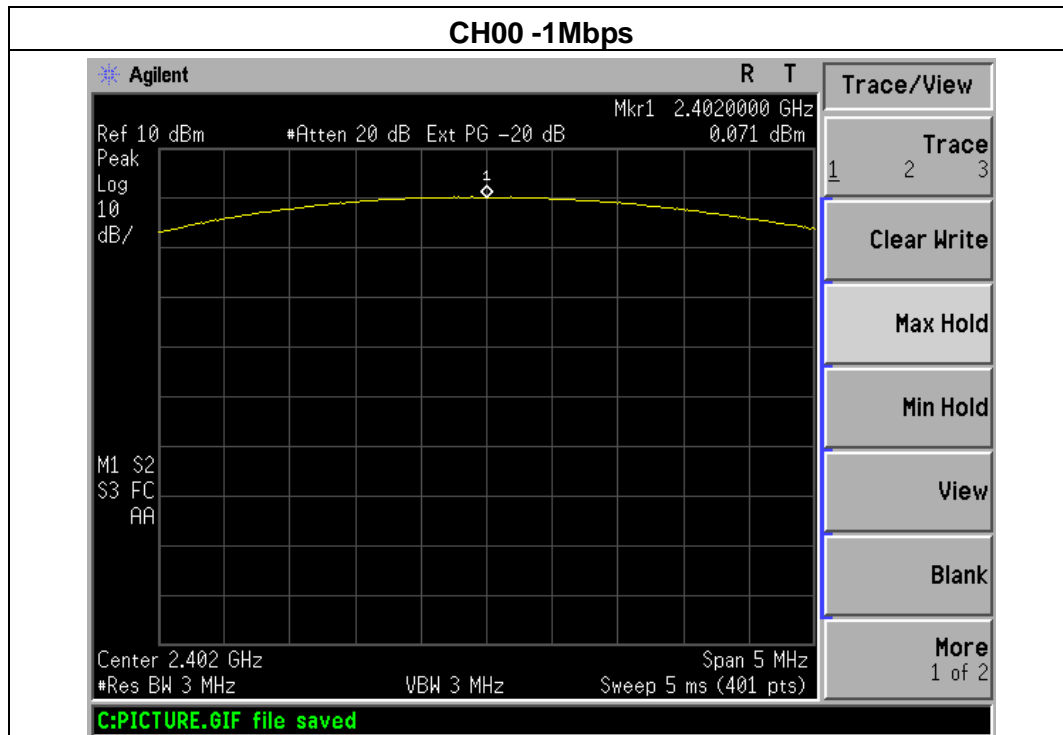 CH00 -1Mbps
Agilent R T
Mkr1 2.4020000 GHz
Ref 10 dBm #Atten 20 dB Ext PG -20 dB 0.071 dBm
Peak
Log
10
dB/
1
M1 S2
S3 FC
AA
Center 2.402 GHz Span 5 MHz
#Res BW 3 MHz VBW 3 MHz Sweep 5 ms (401 pts)
C:PICTURE.GIF file saved
Trace/View
Trace
1 2 3
Clear Write
Max Hold
Min Hold
View
Blank
More
1 of 2